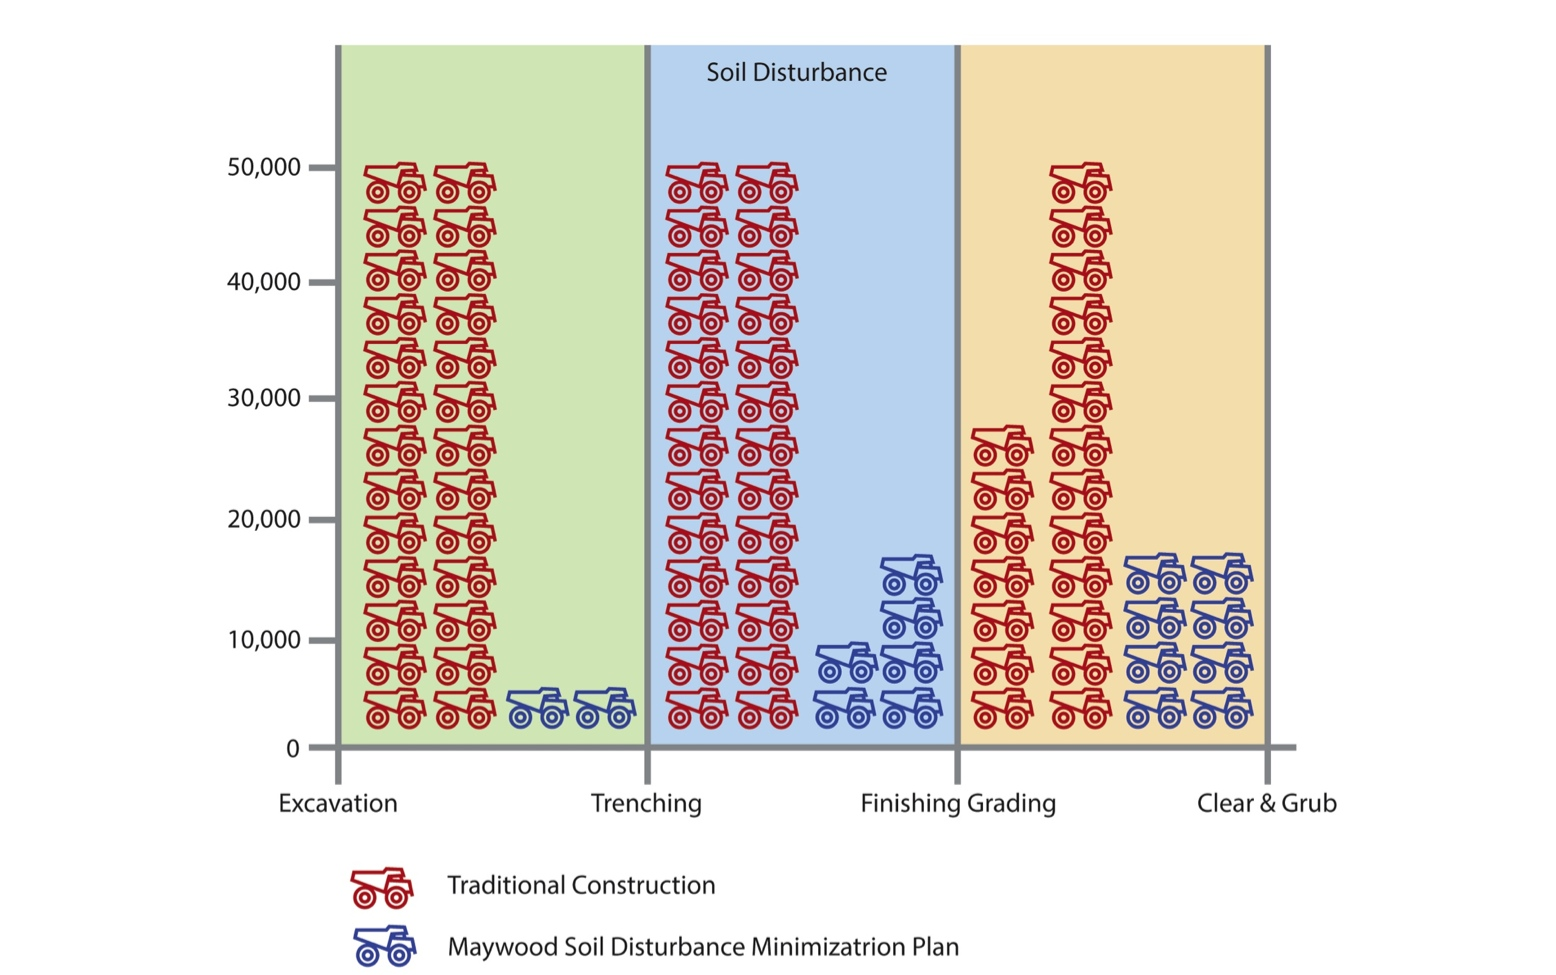 Soil Disturbance
50,000
40,000
30,000
20,000
10,000
0
Excavation
Trenching
Finishing Grading
Clear & Grub
Traditional Construction
Maywood Soil Disturbance Minimizatrion Plan